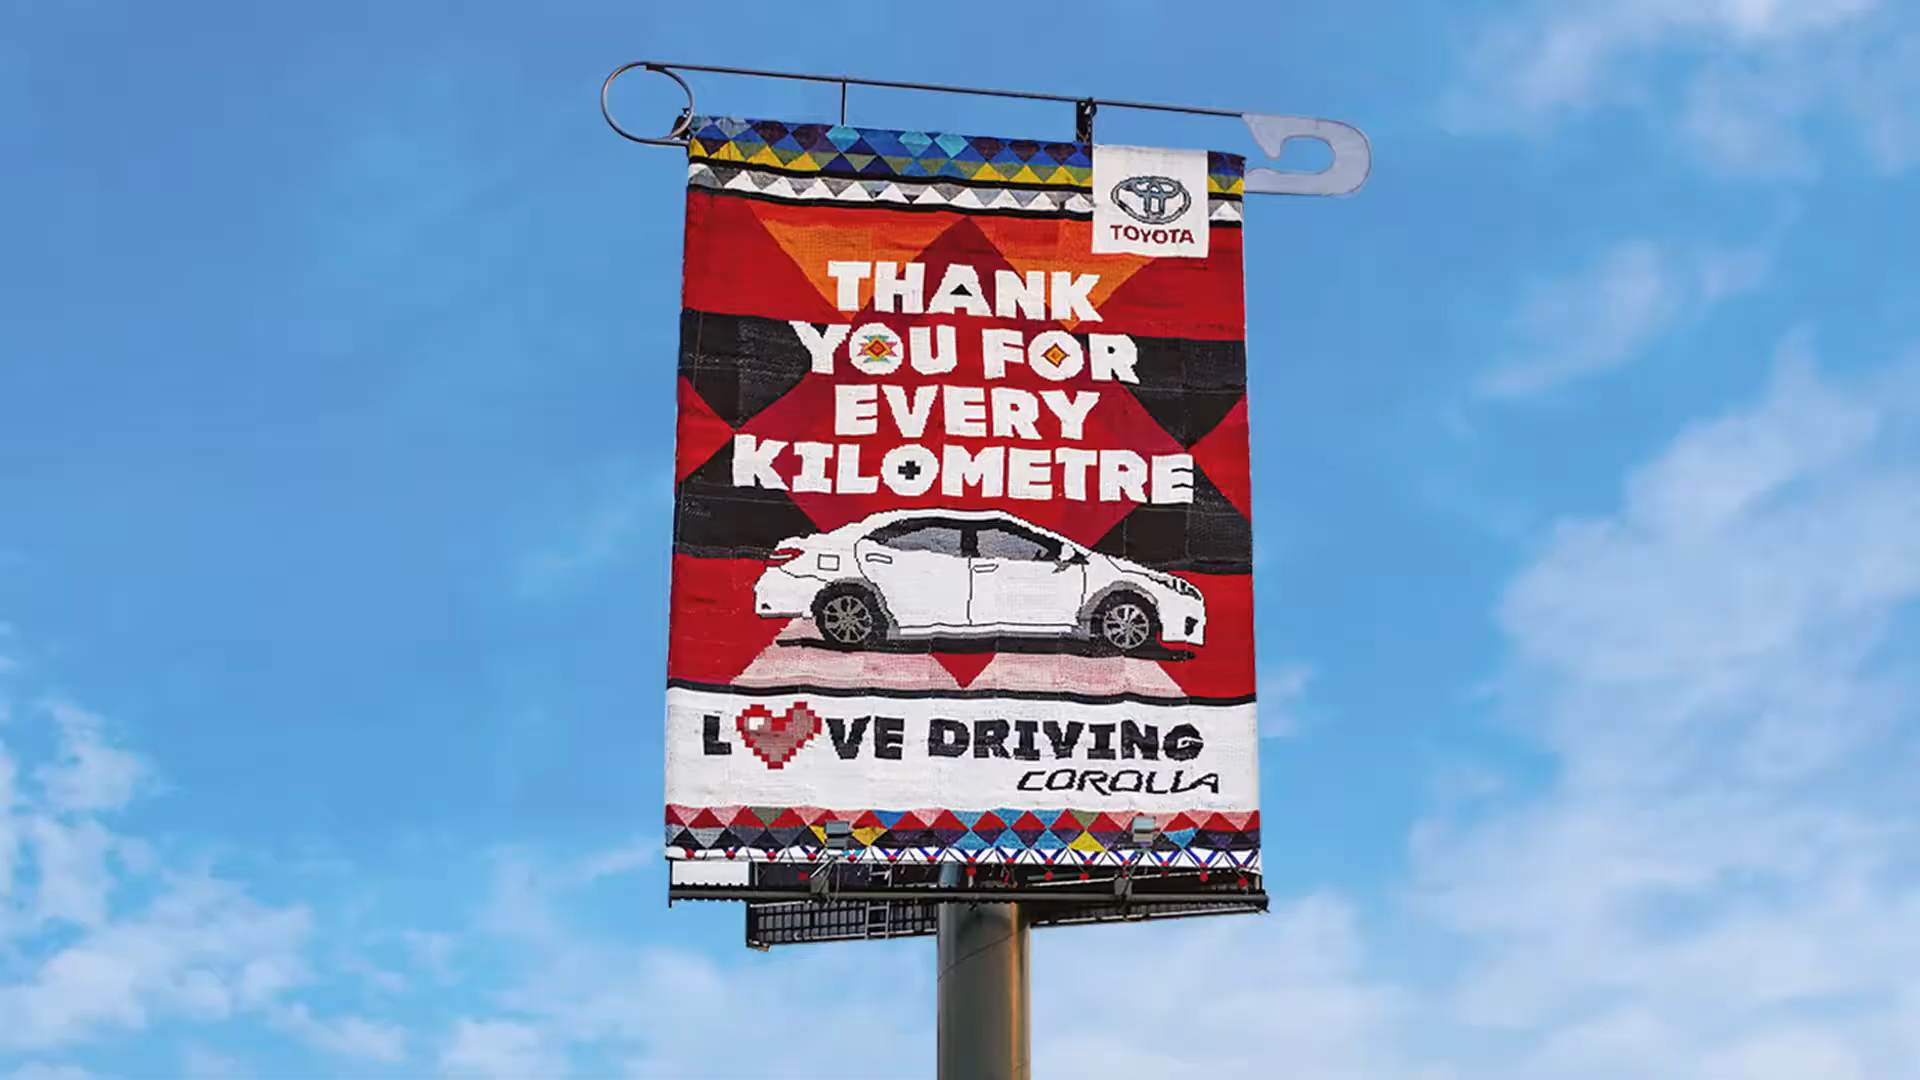 TOYOTA
THANK
YOU FOR
EVERY
KILOMETRE
LOVE DRIVING
COROLLA